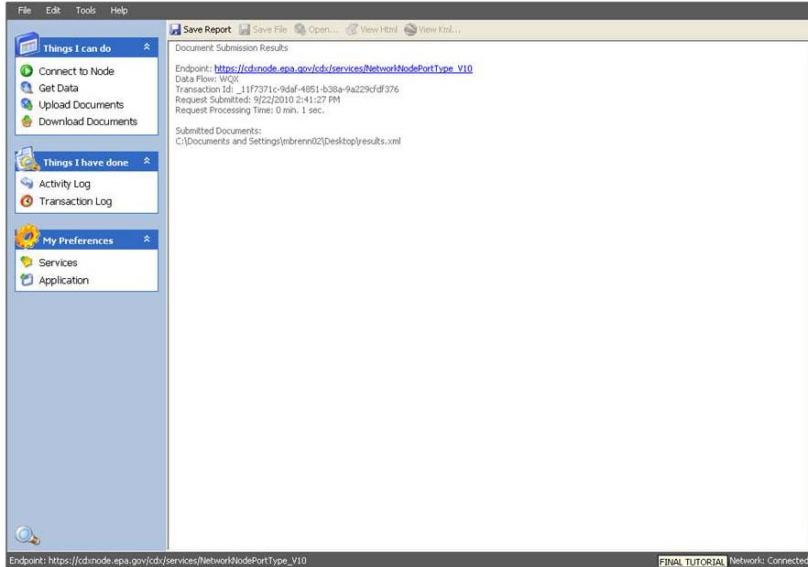 File Edit Tools Help
Save Report Save File Open... View Html View Kml...
Things I can do
Connect to Node
Get Data
Upload Documents
Download Documents
Things I have done
Activity Log
Transaction Log
My Preferences
Services
Application
Document Submission Results
Endpoint: https://cdxnode.epa.gov/cdx/services/NetworkNodePortType_V10
Data Flow: WQX
Transaction Id: _11f7371c-9daf-4851-b38a-9a229cfdf376
Request Submitted: 9/22/2010 2:41:27 PM
Request Processing Time: 0 min. 1 sec.
Submitted Documents:
C:\Documents and Settings\mbrenn02\Desktop\results.xml
Endpoint: https://cdxnode.epa.gov/cdx/services/NetworkNodePortType_V10
FINAL TUTORIAL Network: Connected